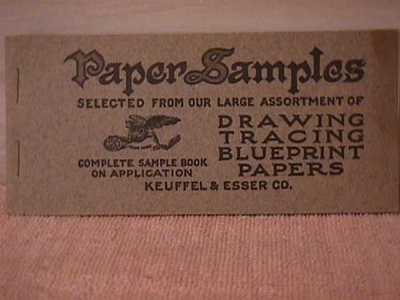 Paper Samples
SELECTED FROM OUR LARGE ASSORTMENT OF
DRAWING
TRACING
BLUEPRINT
PAPERS
COMPLETE SAMPLE BOOK
ON APPLICATION
KEUFFEL & ESSER CO.